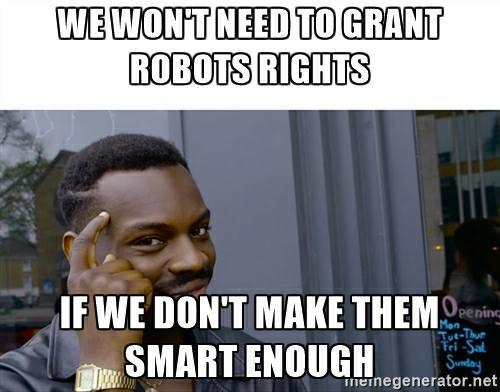 WE WON'T NEED TO GRANT
ROBOTS RIGHTS
IF WE DON'T MAKE THEM
SMART ENOUGH
Opening
Mon
Tue-Thur
Fri-Sat
Sunday
memegenerator.net